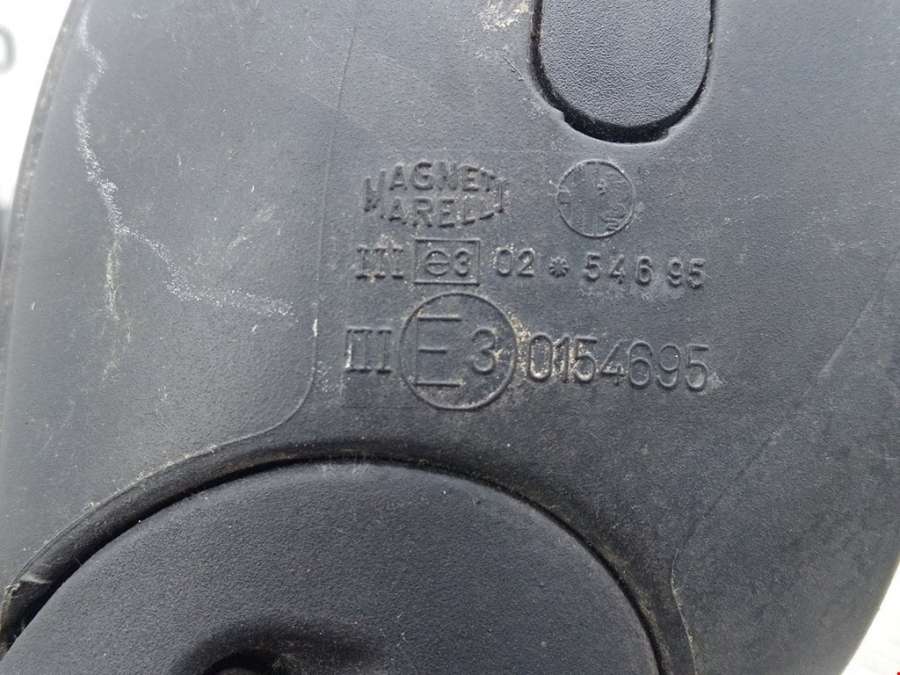 MAGNETI
MARELLI
III e3 02 * 546 95
III E3 0154695